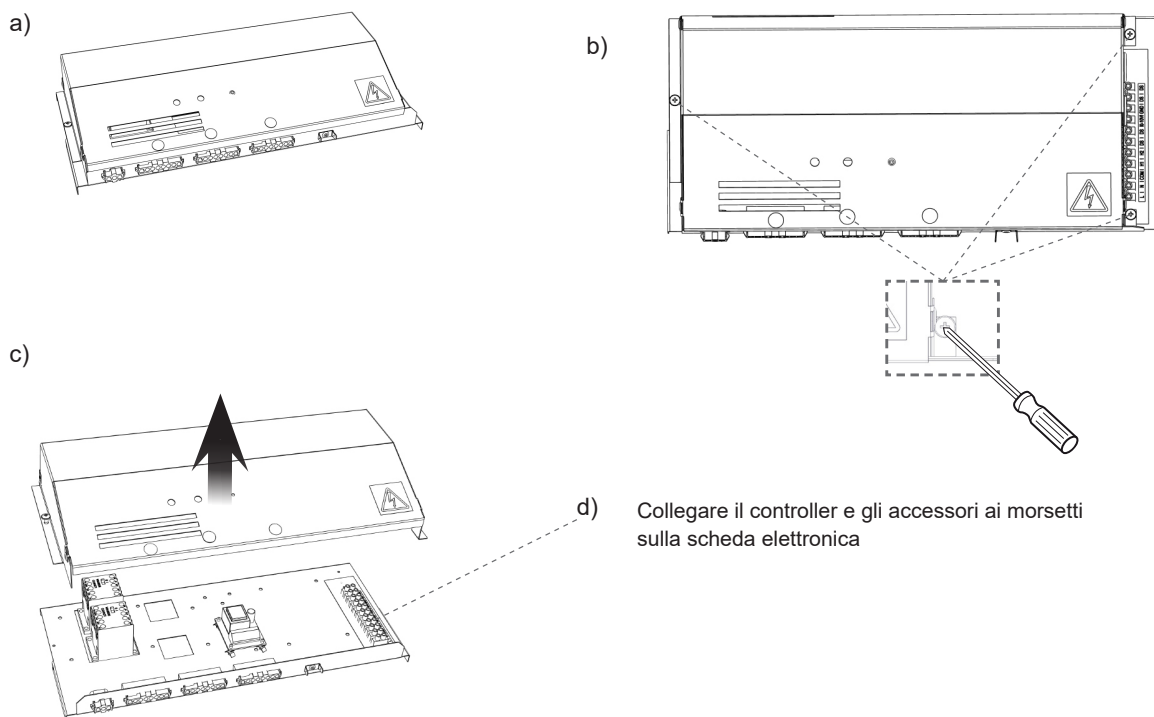 a)
b)
c)
d)
Collegare il controller e gli accessori ai morsetti
sulla scheda elettronica